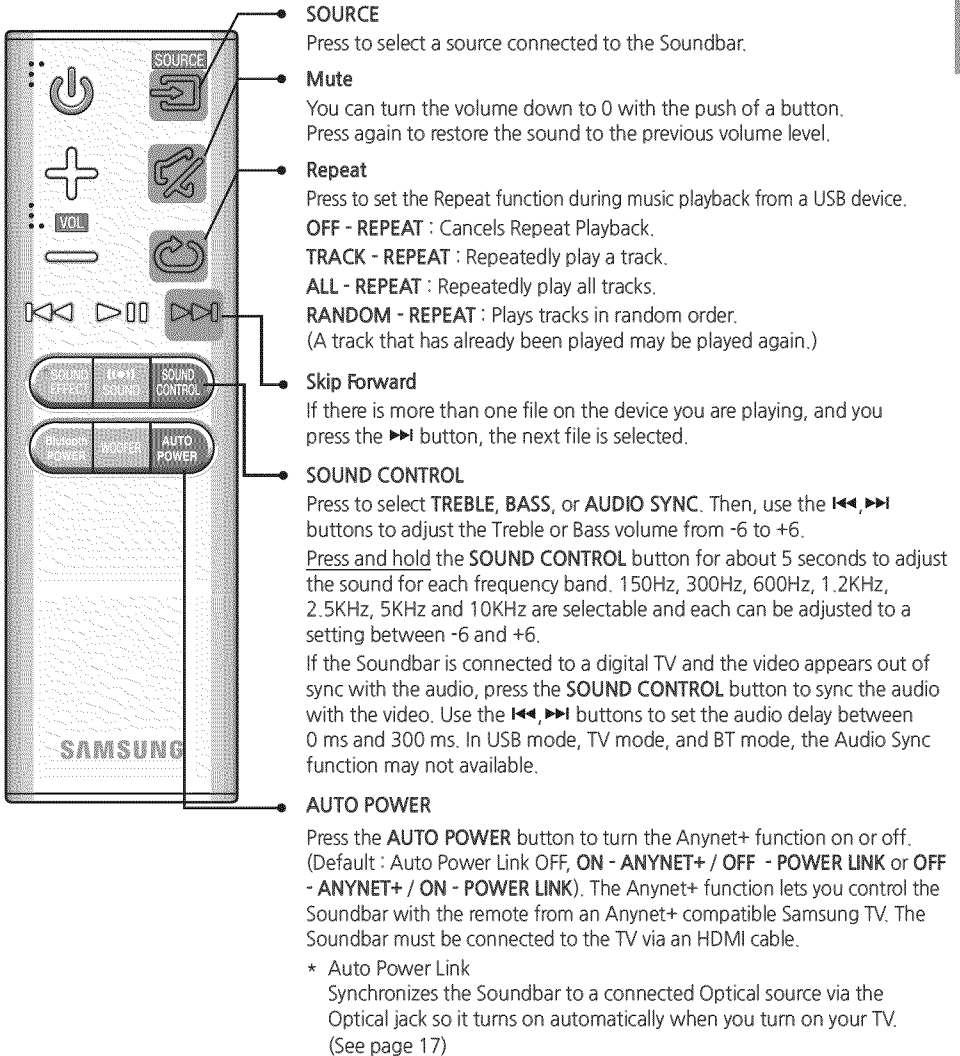 SOURCE
Press to select a source connected to the Soundbar.
Mute
You can turn the volume down to 0 with the push of a button.
Press again to restore the sound to the previous volume level.
Repeat
Press to set the Repeat function during music playback from a USB device.
OFF - REPEAT : Cancels Repeat Playback.
TRACK - REPEAT : Repeatedly play a track.
ALL - REPEAT : Repeatedly play all tracks.
RANDOM - REPEAT : Plays tracks in random order.
(A track that has already been played may be played again.)
Skip Forward
If there is more than one file on the device you are playing, and you
press the ▶▶I button, the next file is selected.
SOUND CONTROL
Press to select TREBLE, BASS, or AUDIO SYNC. Then, use the I◀◀,▶▶I
buttons to adjust the Treble or Bass volume from -6 to +6.
Press and hold the SOUND CONTROL button for about 5 seconds to adjust
the sound for each frequency band. 150Hz, 300Hz, 600Hz, 1.2KHz,
2.5KHz, 5KHz and 10KHz are selectable and each can be adjusted to a
setting between -6 and +6.
If the Soundbar is connected to a digital TV and the video appears out of
sync with the audio, press the SOUND CONTROL button to sync the audio
with the video. Use the I◀◀,▶▶I buttons to set the audio delay between
0 ms and 300 ms. In USB mode, TV mode, and BT mode, the Audio Sync
function may not available.
AUTO POWER
Press the AUTO POWER button to turn the Anynet+ function on or off.
(Default : Auto Power Link OFF, ON - ANYNET+ / OFF - POWER LINK or OFF
- ANYNET+ / ON - POWER LINK). The Anynet+ function lets you control the
Soundbar with the remote from an Anynet+ compatible Samsung TV. The
Soundbar must be connected to the TV via an HDMI cable.
* Auto Power Link
Synchronizes the Soundbar to a connected Optical source via the
Optical jack so it turns on automatically when you turn on your TV.
(See page 17)
SOURCE
VOL
SOUND
EFFECT
SOUND
SOUND
CONTROL
Bluetooth
POWER
WOOFER
AUTO
POWER
SAMSUNG